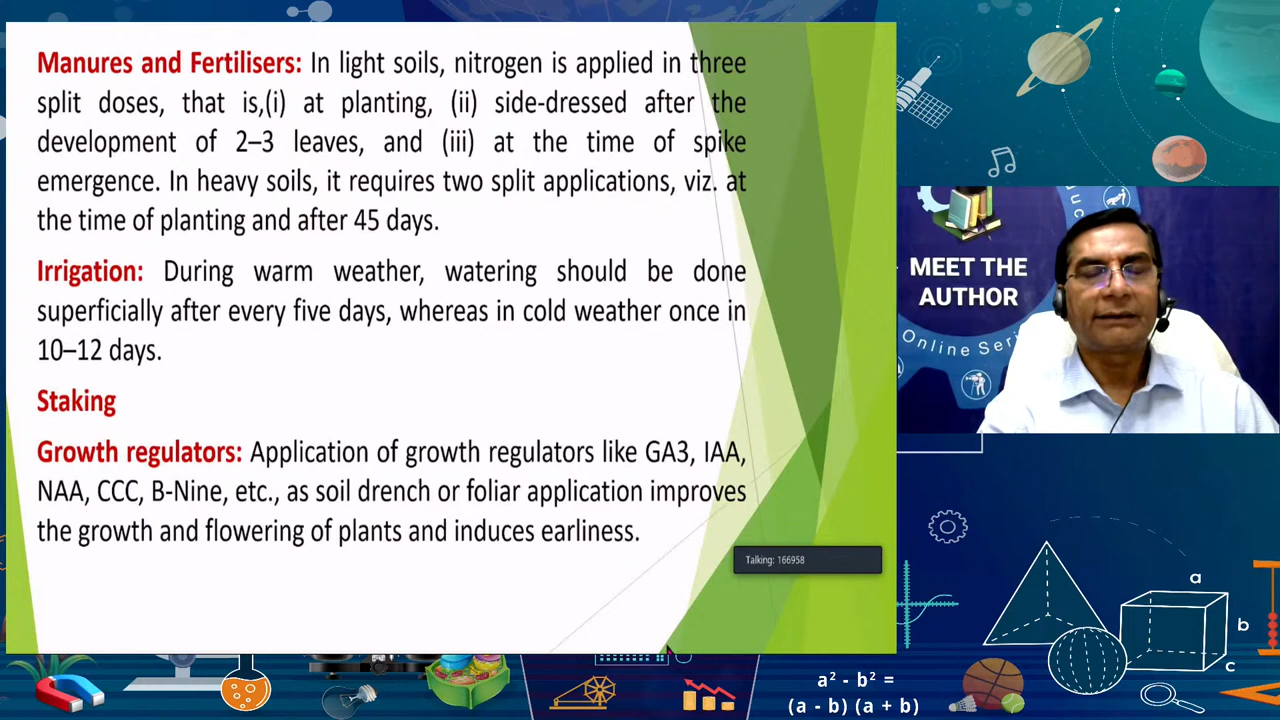 Manures and Fertilisers: In light soils, nitrogen is applied in three
split doses, that is,(i) at planting, (ii) side-dressed after the
development of 2–3 leaves, and (iii) at the time of spike
emergence. In heavy soils, it requires two split applications, viz. at
the time of planting and after 45 days.
Irrigation: During warm weather, watering should be done
superficially after every five days, whereas in cold weather once in
10–12 days.
Staking
Growth regulators: Application of growth regulators like GA3, IAA,
NAA, CCC, B-Nine, etc., as soil drench or foliar application improves
the growth and flowering of plants and induces earliness.
Talking: 166958
MEET THE
AUTHOR
Online Seri
a
b
c
a² - b² =
(a - b) (a + b)